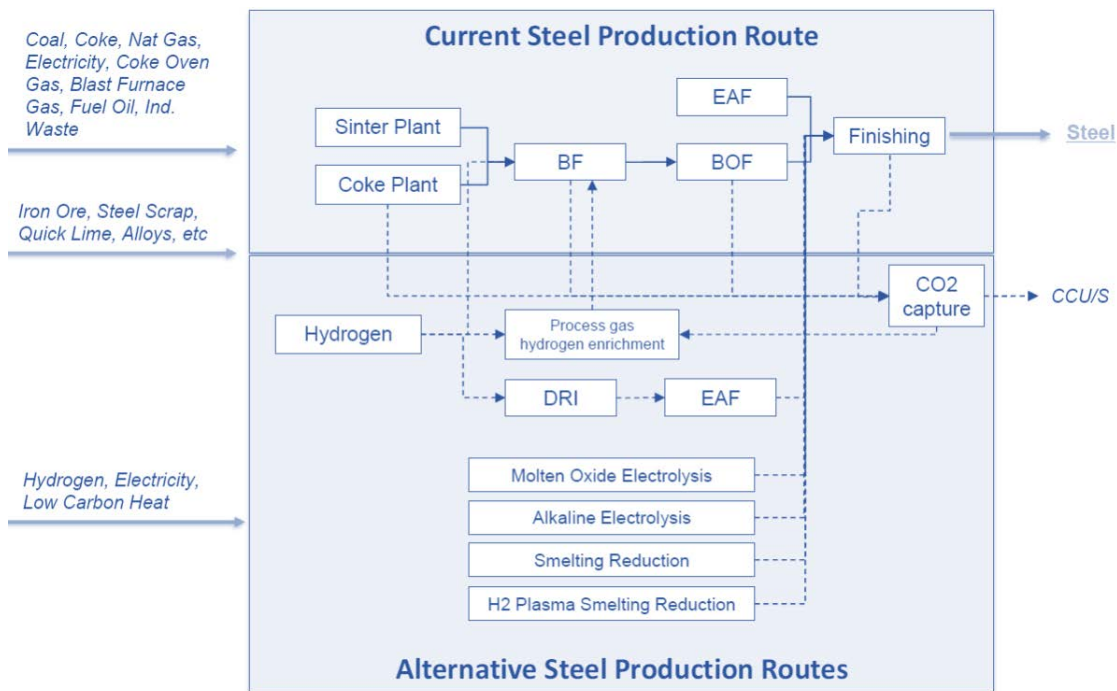 Coal, Coke, Nat Gas,
Electricity, Coke Oven
Gas, Blast Furnace
Gas, Fuel Oil, Ind.
Waste
Iron Ore, Steel Scrap,
Quick Lime, Alloys, etc
Hydrogen, Electricity,
Low Carbon Heat
Current Steel Production Route
EAF
Sinter Plant
Finishing
Steel
BF
BOF
Coke Plant
CO2
capture
CCU/S
Hydrogen
Process gas
hydrogen enrichment
DRI
EAF
Molten Oxide Electrolysis
Alkaline Electrolysis
Smelting Reduction
H2 Plasma Smelting Reduction
Alternative Steel Production Routes